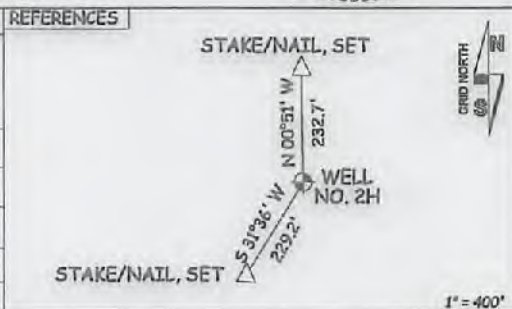 REFERENCES
STAKE/NAIL, SET
GRID NORTH
N
S
N 00°51' W
232.7'
WELL
NO. 2H
S 31°36' W
229.2'
STAKE/NAIL, SET
1" = 400'